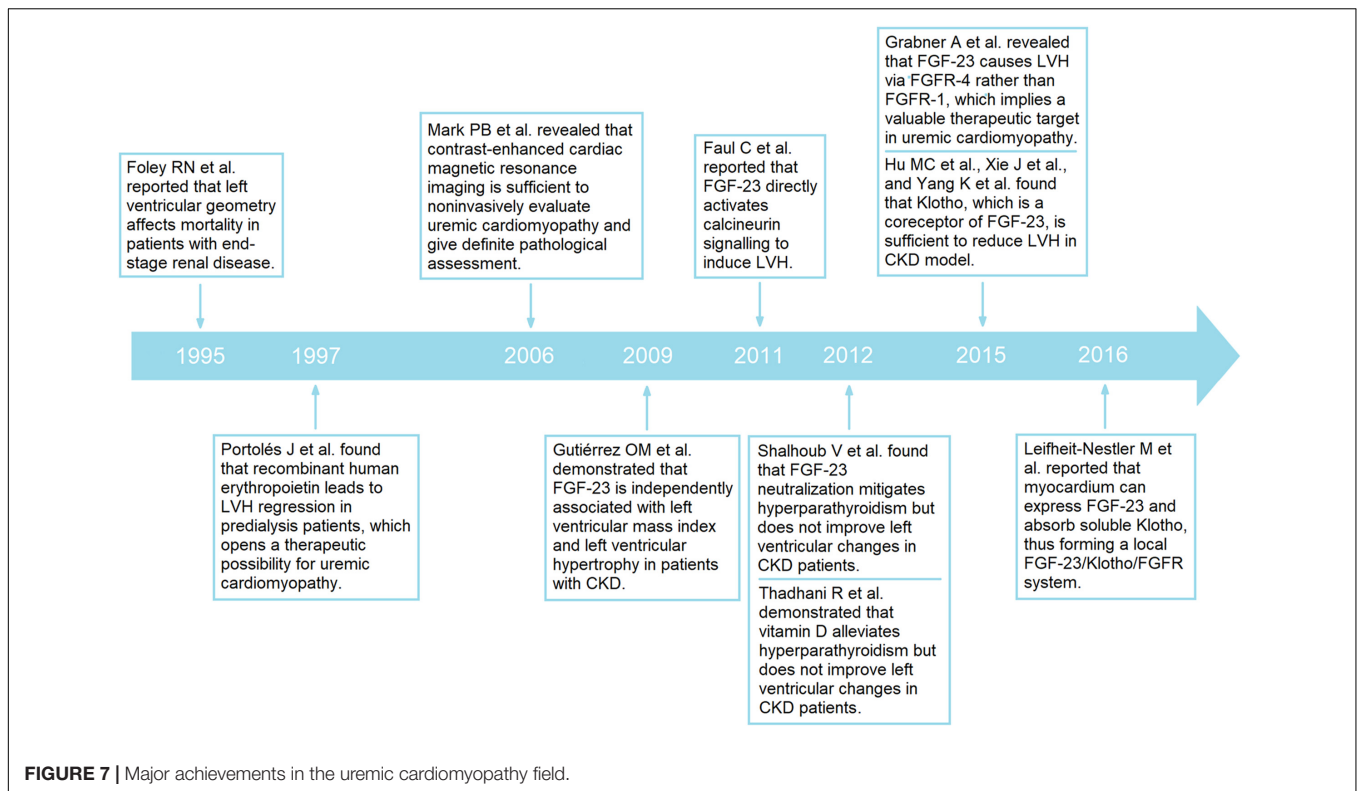 Foley RN et al.
reported that left
ventricular geometry
affects mortality in
patients with end-
stage renal disease.
Mark PB et al. revealed that
contrast-enhanced cardiac
magnetic resonance
imaging is sufficient to
noninvasively evaluate
uremic cardiomyopathy and
give definite pathological
assessment.
Faul C et al.
reported that
FGF-23 directly
activates
calcineurin
signalling to
induce LVH.
Grabner A et al. revealed
that FGF-23 causes LVH
via FGFR-4 rather than
FGFR-1, which implies a
valuable therapeutic target
in uremic cardiomyopathy.
Hu MC et al., Xie J et al.,
and Yang K et al. found
that Klotho, which is a
coreceptor of FGF-23, is
sufficient to reduce LVH in
CKD model.
1995 1997 2006 2009 2011 2012 2015 2016
Portolés J et al. found
that recombinant human
erythropoietin leads to
LVH regression in
predialysis patients, which
opens a therapeutic
possibility for uremic
cardiomyopathy.
Gutiérrez OM et al.
demonstrated that
FGF-23 is independently
associated with left
ventricular mass index
and left ventricular
hypertrophy in patients
with CKD.
Shalhoub V et al. found
that FGF-23
neutralization mitigates
hyperparathyroidism but
does not improve left
ventricular changes in
CKD patients.
Thadhani R et al.
demonstrated that
vitamin D alleviates
hyperparathyroidism but
does not improve left
ventricular changes in
CKD patients.
Leifheit-Nestler M et
al. reported that
myocardium can
express FGF-23 and
absorb soluble Klotho,
thus forming a local
FGF-23/Klotho/FGFR
system.
FIGURE 7 | Major achievements in the uremic cardiomyopathy field.